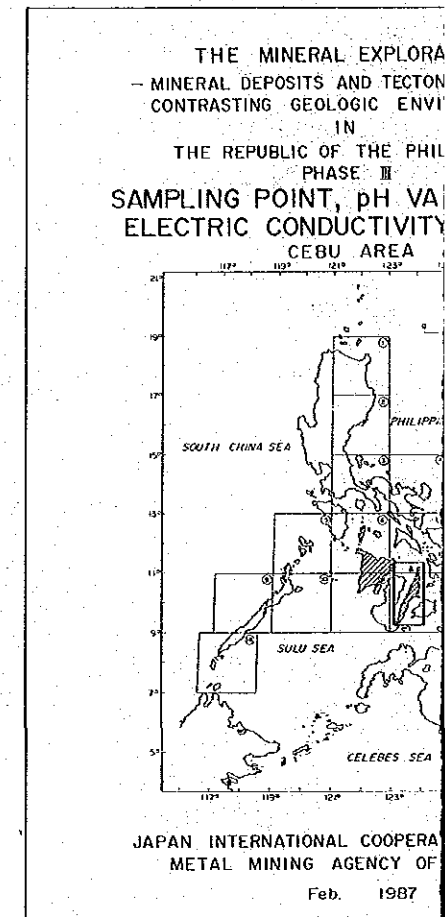 THE MINERAL EXPLORA
— MINERAL DEPOSITS AND TECTON
CONTRASTING GEOLOGIC ENVI
IN
THE REPUBLIC OF THE PHIL
PHASE III
SAMPLING POINT, pH VA
ELECTRIC CONDUCTIVITY
CEBU AREA
117° 119° 121° 123°
21°
19°
17°
PHILIPPI
SOUTH CHINA SEA
15°
13°
11°
9°
SULU SEA
7°
5°
CELEBES SEA
117° 119° 121° 123°
JAPAN INTERNATIONAL COOPERA
METAL MINING AGENCY OF
Feb. 1987